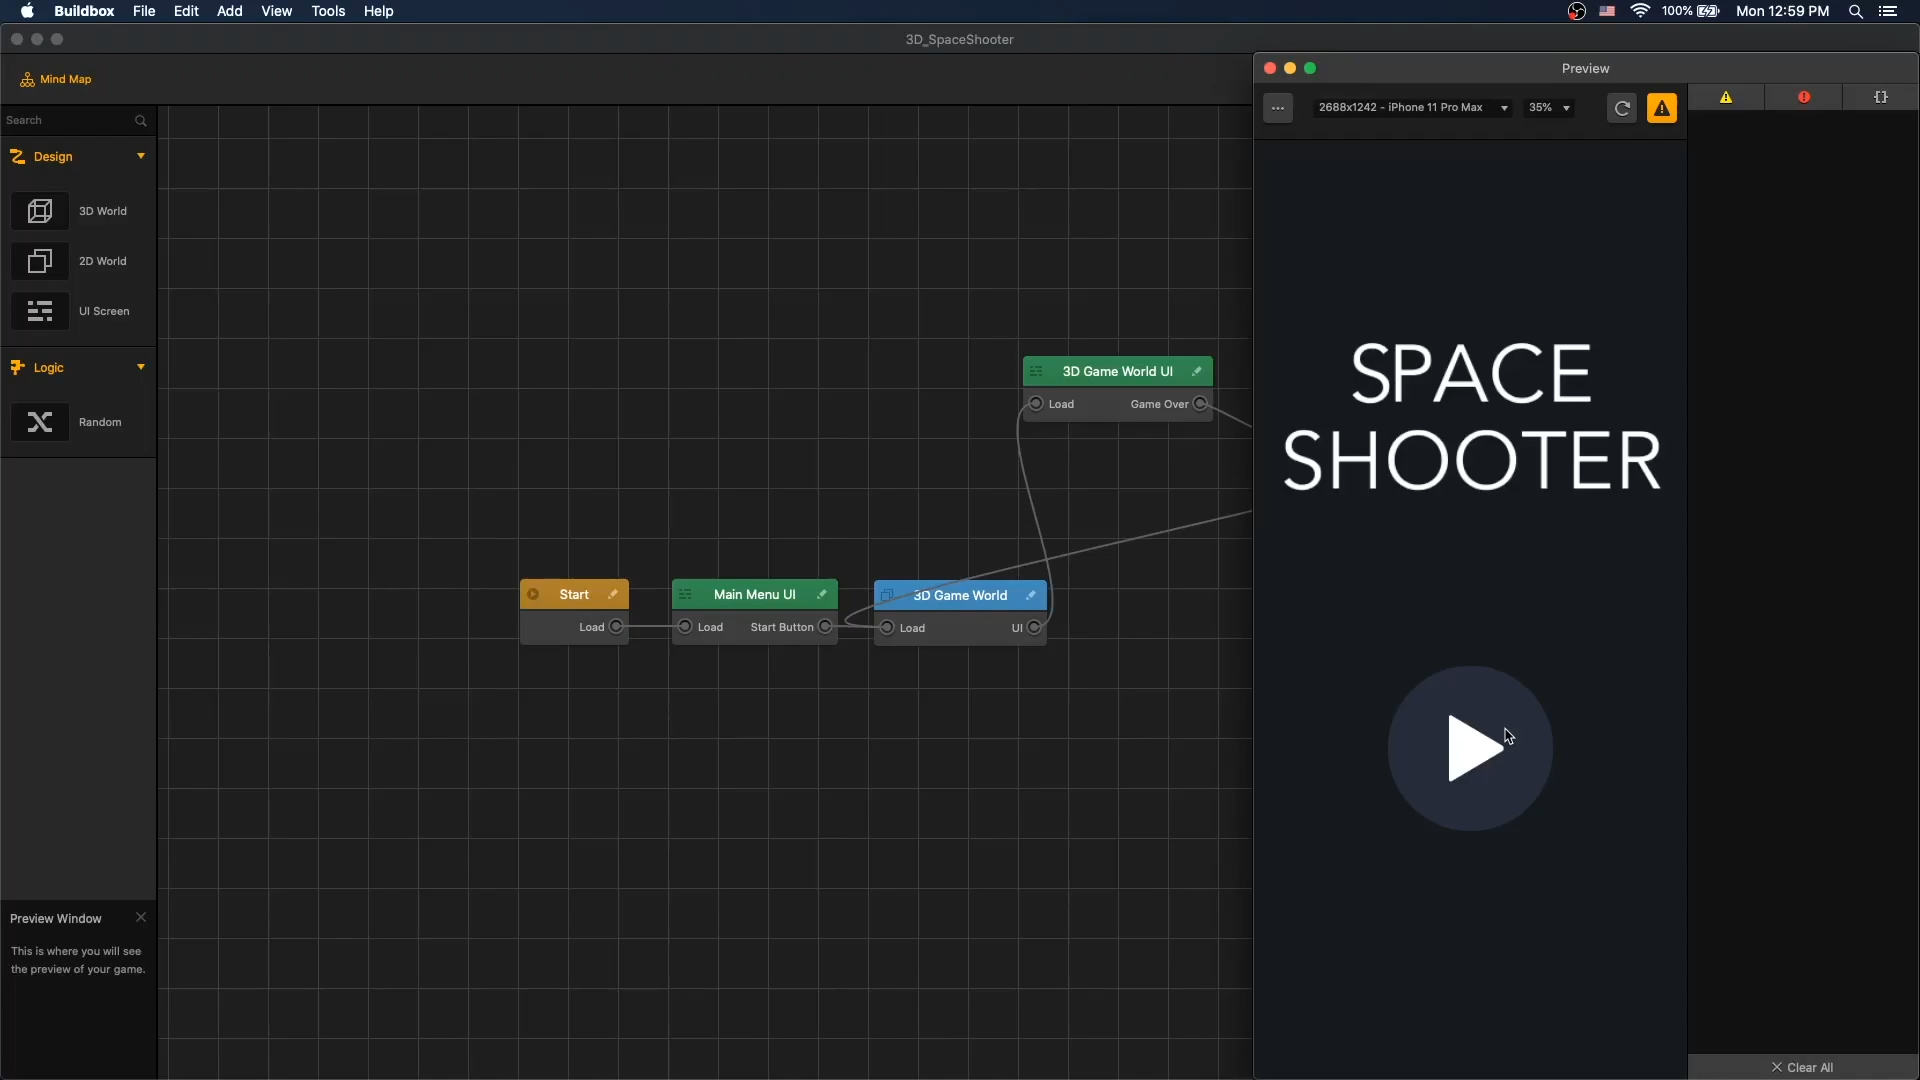 Buildbox File Edit Add View Tools Help
100% Mon 12:59 PM
3D_SpaceShooter
Mind Map
Search
Design
3D World
2D World
UI Screen
Logic
Random
Preview Window
This is where you will see
the preview of your game.
Start
Load
Main Menu UI
Load Start Button
3D Game World
Load UI
3D Game World UI
Load Game Over
Preview
2688x1242 - iPhone 11 Pro Max 35%
SPACE
SHOOTER
Clear All